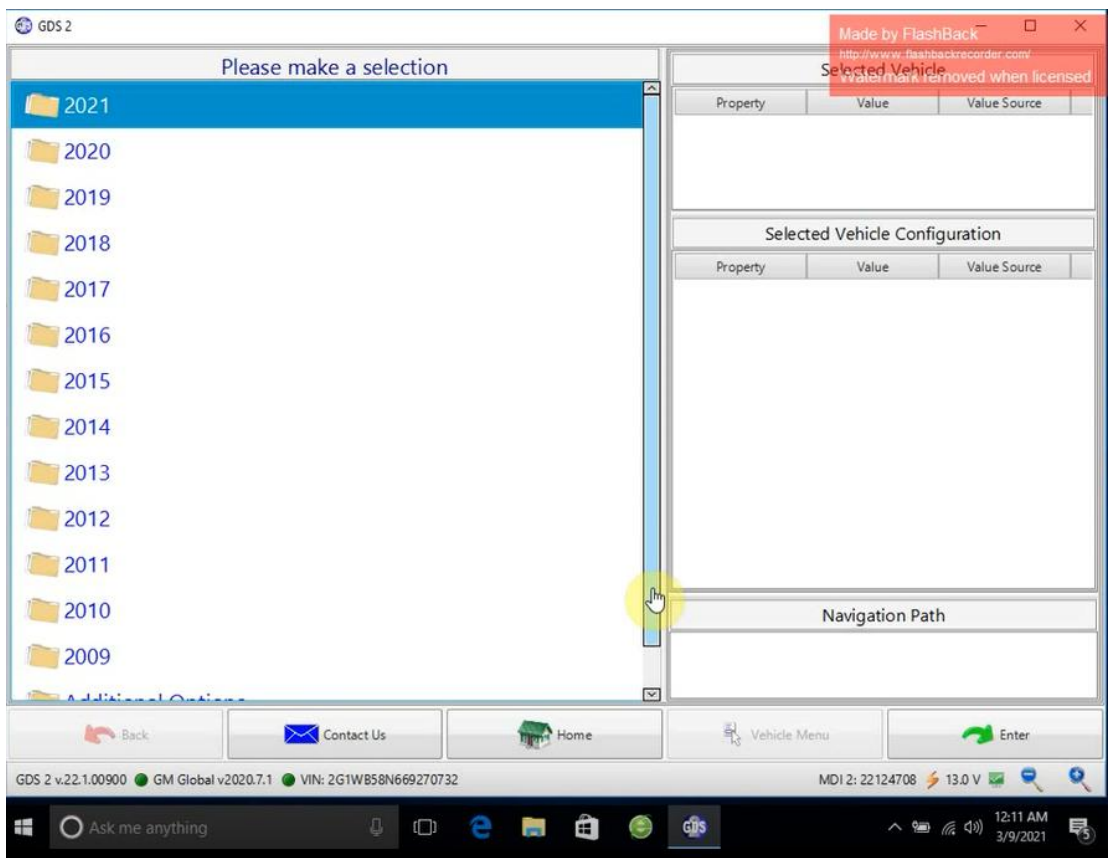 GDS 2
Made by FlashBack
http://www.flashbackrecorder.com/
Watermark removed when licensed
Please make a selection
2021
2020
2019
2018
2017
2016
2015
2014
2013
2012
2011
2010
2009
Additional Options
Selected Vehicle
Property Value Value Source
Selected Vehicle Configuration
Property Value Value Source
Navigation Path
Back Contact Us Home Vehicle Menu Enter
GDS 2 v.22.1.00900 GM Global v2020.7.1 VIN: 2G1WB58N669270732 MDI 2: 22124708 13.0 V
Ask me anything GDS 12:11 AM
3/9/2021 5